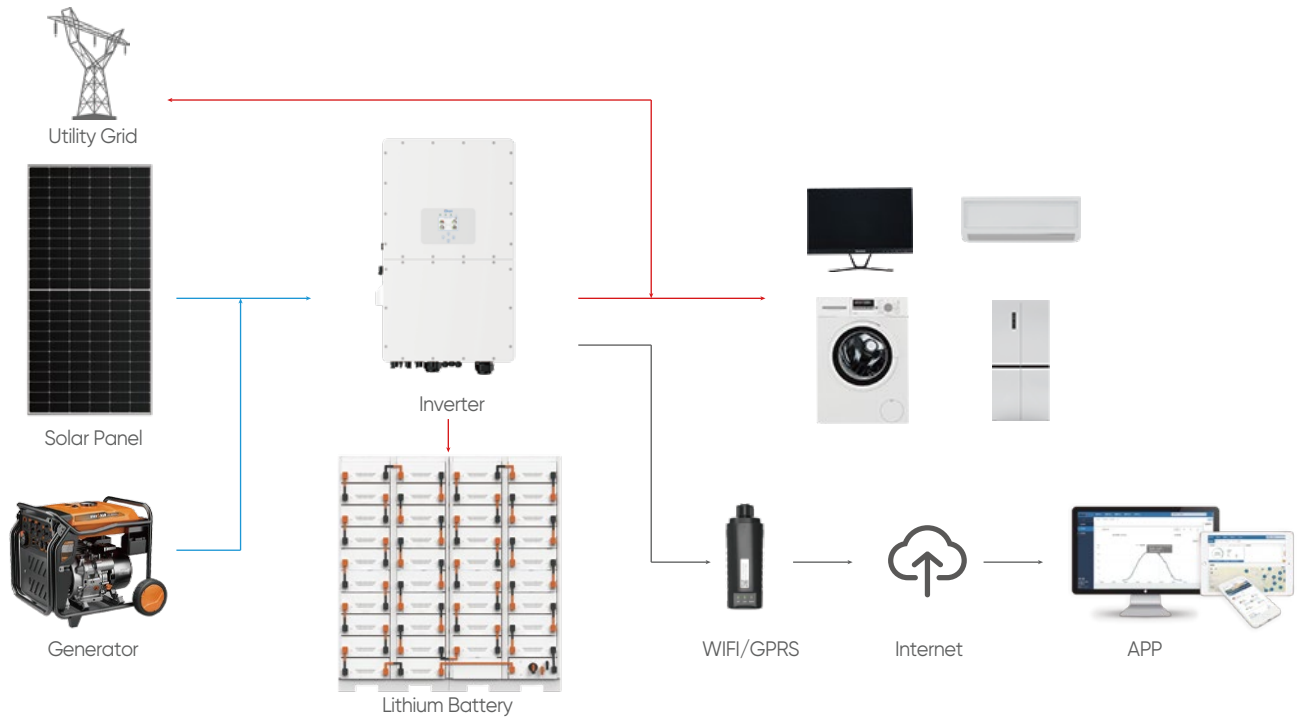 Utility Grid
Solar Panel
Generator
Inverter
Lithium Battery
WIFI/GPRS
Internet
APP